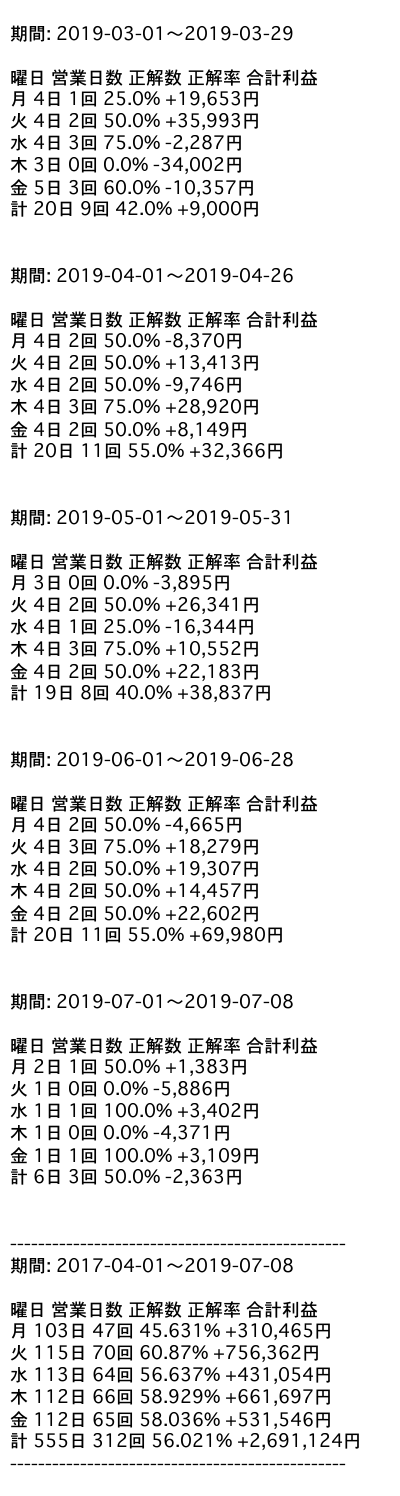 期間: 2019-03-01〜2019-03-29
曜日 営業日数 正解数 正解率 合計利益
月 4日 1回 25.0% +19,653円
火 4日 2回 50.0% +35,993円
水 4日 3回 75.0% -2,287円
木 3日 0回 0.0% -34,002円
金 5日 3回 60.0% -10,357円
計 20日 9回 42.0% +9,000円
期間: 2019-04-01〜2019-04-26
曜日 営業日数 正解数 正解率 合計利益
月 4日 2回 50.0% -8,370円
火 4日 2回 50.0% +13,413円
水 4日 2回 50.0% -9,746円
木 4日 3回 75.0% +28,920円
金 4日 2回 50.0% +8,149円
計 20日 11回 55.0% +32,366円
期間: 2019-05-01〜2019-05-31
曜日 営業日数 正解数 正解率 合計利益
月 3日 0回 0.0% -3,895円
火 4日 2回 50.0% +26,341円
水 4日 1回 25.0% -16,344円
木 4日 3回 75.0% +10,552円
金 4日 2回 50.0% +22,183円
計 19日 8回 40.0% +38,837円
期間: 2019-06-01〜2019-06-28
曜日 営業日数 正解数 正解率 合計利益
月 4日 2回 50.0% -4,665円
火 4日 3回 75.0% +18,279円
水 4日 2回 50.0% +19,307円
木 4日 2回 50.0% +14,457円
金 4日 2回 50.0% +22,602円
計 20日 11回 55.0% +69,980円
期間: 2019-07-01〜2019-07-08
曜日 営業日数 正解数 正解率 合計利益
月 2日 1回 50.0% +1,383円
火 1日 0回 0.0% -5,886円
水 1日 1回 100.0% +3,402円
木 1日 0回 0.0% -4,371円
金 1日 1回 100.0% +3,109円
計 6日 3回 50.0% -2,363円
------------------------------------------------
期間: 2017-04-01〜2019-07-08
曜日 営業日数 正解数 正解率 合計利益
月 103日 47回 45.631% +310,465円
火 115日 70回 60.87% +756,362円
水 113日 64回 56.637% +431,054円
木 112日 66回 58.929% +661,697円
金 112日 65回 58.036% +531,546円
計 555日 312回 56.021% +2,691,124円
------------------------------------------------